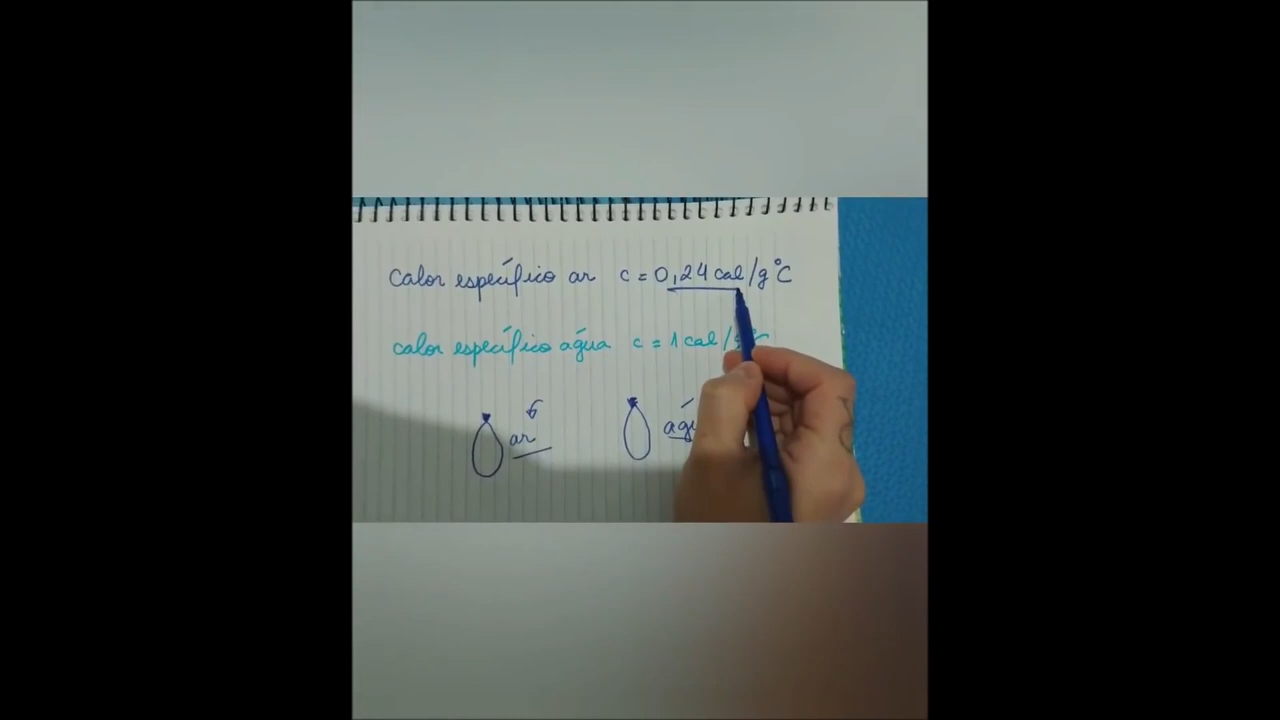 Calor específico ar c = 0,24 cal/g°C
calor específico água c = 1 cal/
ar